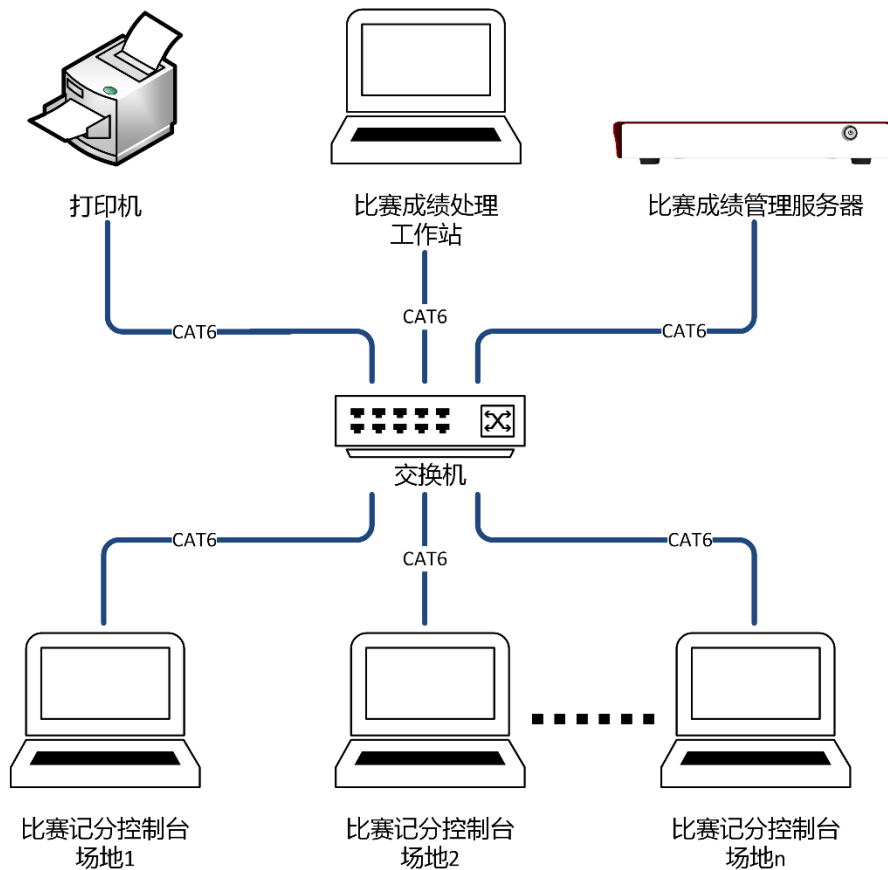 打印机
比赛成绩处理
工作站
比赛成绩管理服务器
CAT6
CAT6
CAT6
交换机
CAT6
CAT6
CAT6
比赛记分控制台
场地1
比赛记分控制台
场地2
比赛记分控制台
场地n